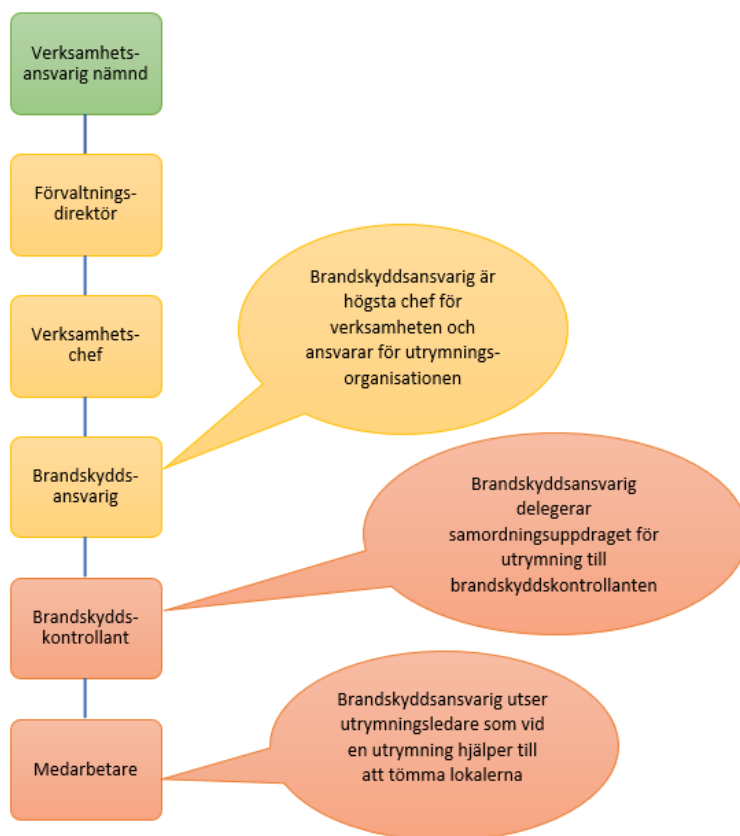 Verksamhets-
ansvarig nämnd
Förvaltnings-
direktör
Verksamhets-
chef
Brandskyddsansvarig är
högsta chef för
verksamheten och
ansvarar för utrymnings-
organisationen
Brandskydds-
ansvarig
Brandskyddsansvarig
delegerar
samordningsuppdraget för
utrymning till
brandskyddskontrollanten
Brandskydds-
kontrollant
Brandskyddsansvarig utser
utrymningsledare som vid
en utrymning hjälper till
att tömma lokalerna
Medarbetare